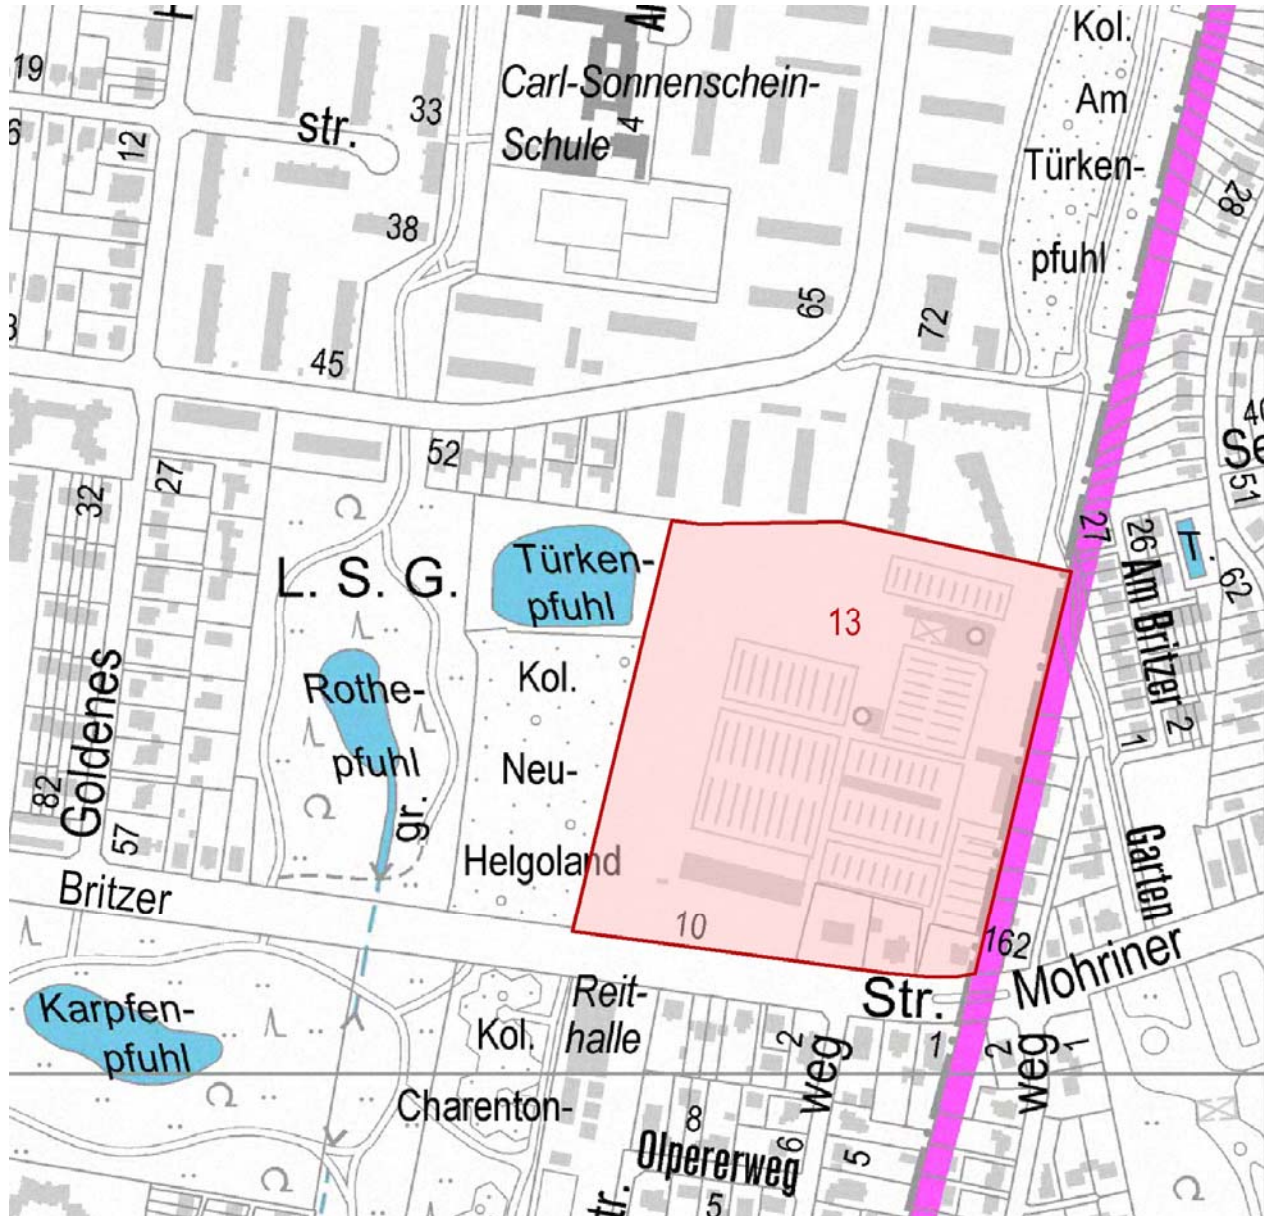 Kol.
Am
Türken-
pfuhl
19
12
str.
33
38
45
Carl-Sonnenschein-
Schule
4
65
72
28
52
27
32
L. S. G.
Türken-
pfuhl
13
27
26
Am Britzer
2
1
T.
62
51
Rothe-
pfuhl
gr.
Kol.
Neu-
Helgoland
Goldenes
82
57
Britzer
10
Str.
162
Mohriner
Garten
Karpfen-
pfuhl
Kol.
Charenton-
Reit-
halle
2
weg
1
2
weg
1
8
6
5
Olpererweg
5
tr.